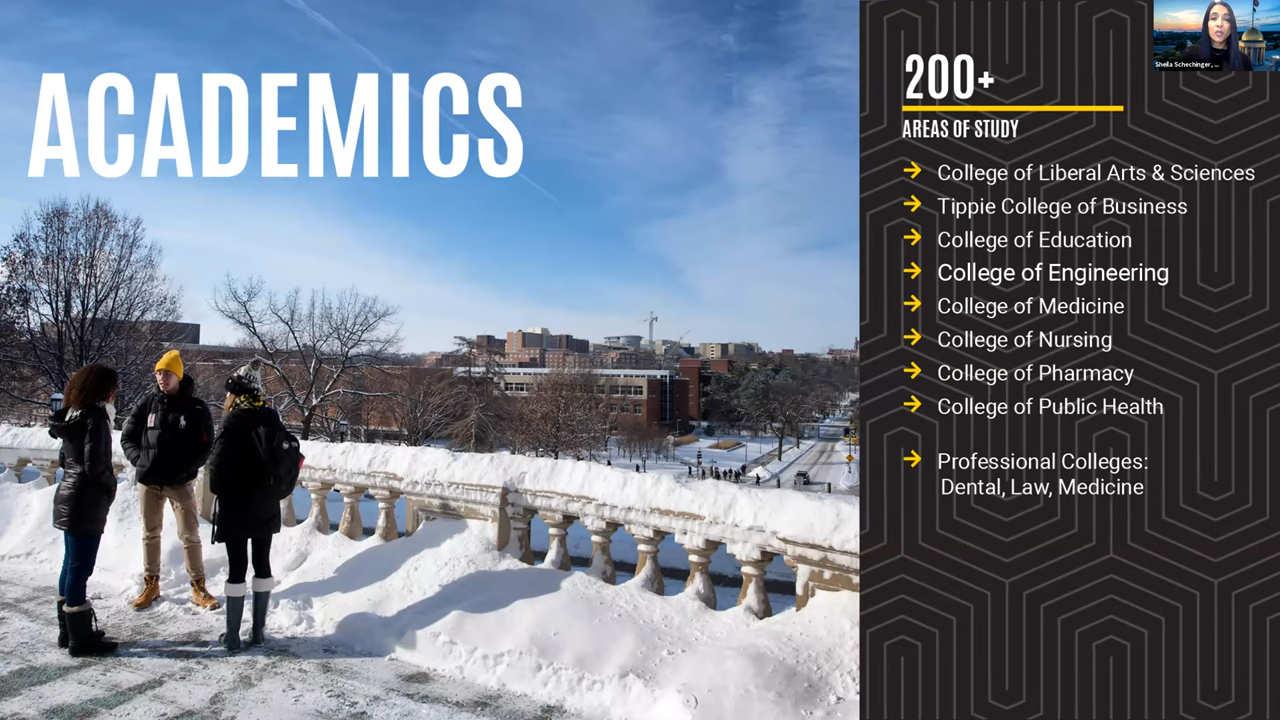 ACADEMICS
200+
AREAS OF STUDY
College of Liberal Arts & Sciences
Tippie College of Business
College of Education
College of Engineering
College of Medicine
College of Nursing
College of Pharmacy
College of Public Health
Professional Colleges:
Dental, Law, Medicine
Sheila Schechinger, ...